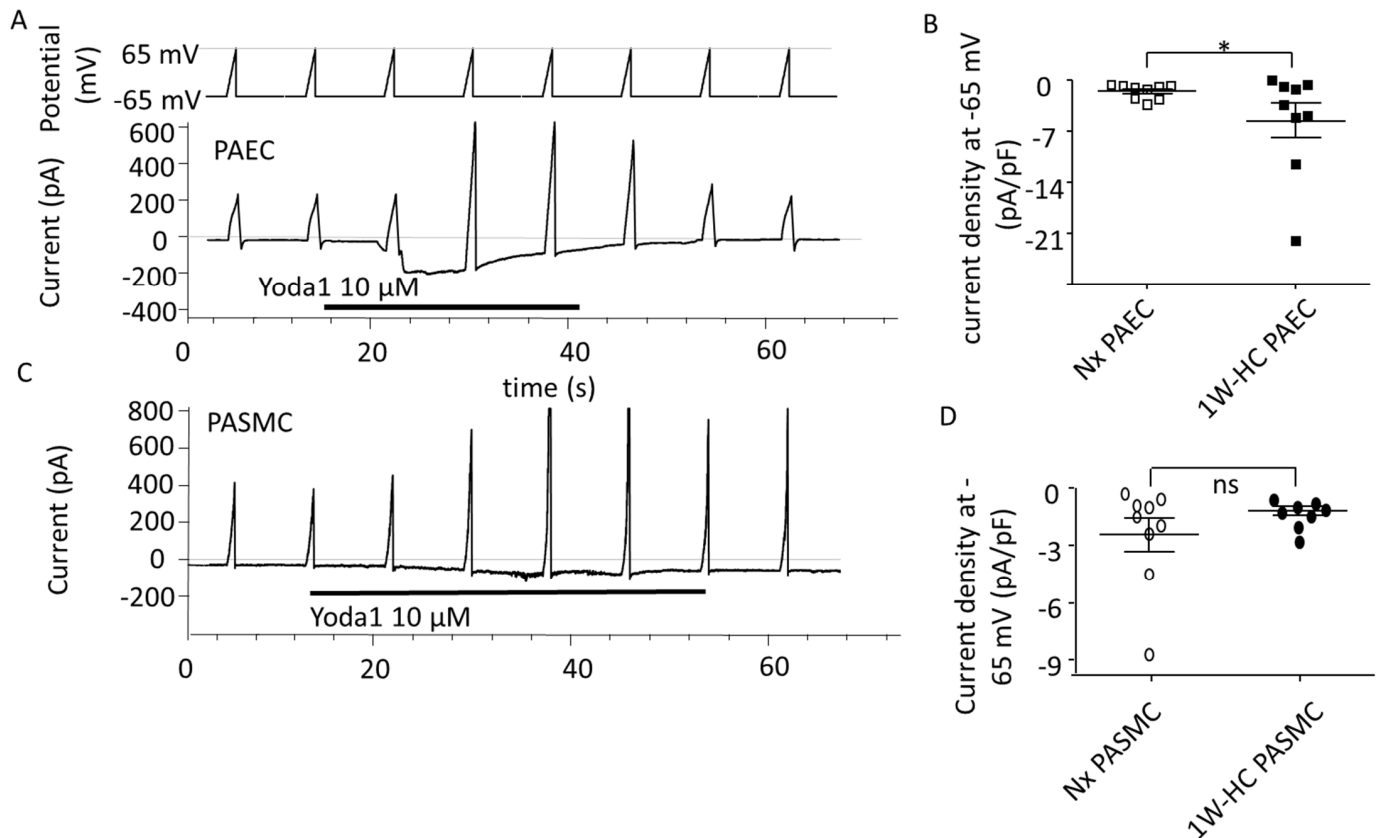 A
Potential
(mV)
65 mV
-65 mV
Current (pA)
600
400
200
0
-200
-400
PAEC
Yoda1 10 µM
0
20
40
60
time (s)
B
current density at -65 mV
(pA/pF)
0
-7
-14
-21
*
Nx PAEC
1W-HC PAEC
C
Current (pA)
800
600
400
200
0
-200
PASMC
Yoda1 10 µM
0
20
40
60
D
Current density at -
65 mV (pA/pF)
0
-3
-6
-9
ns
Nx PASMC
1W-HC PASMC